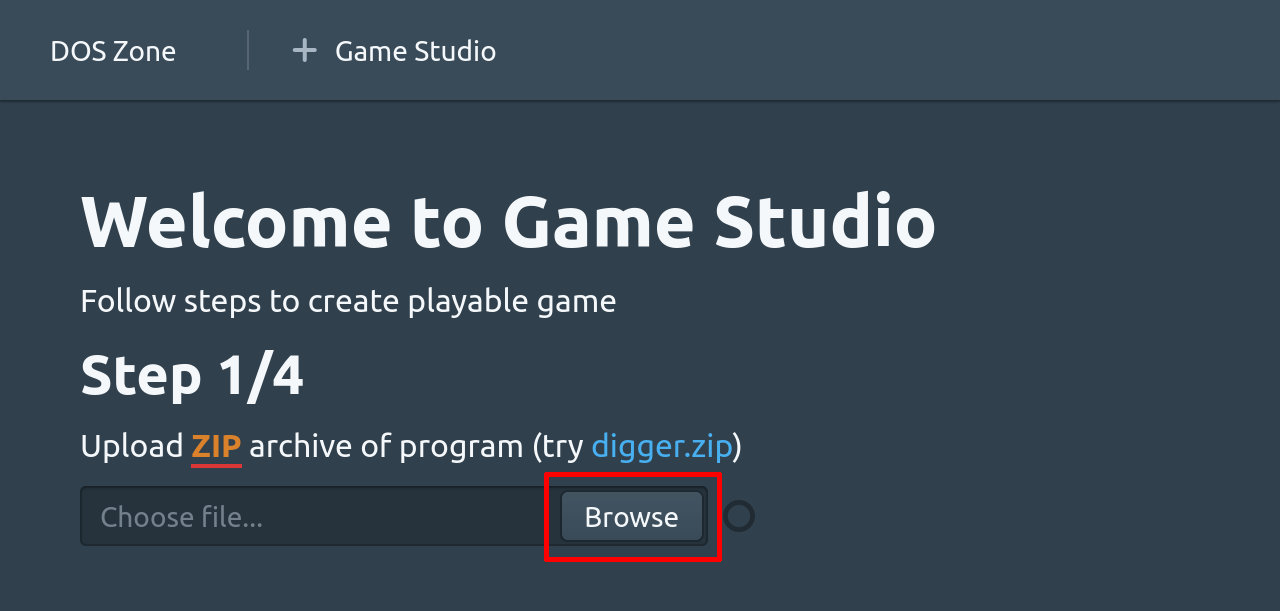 DOS Zone
Game Studio
Welcome to Game Studio
Follow steps to create playable game
Step 1/4
Upload ZIP archive of program (try digger.zip)
Choose file... Browse